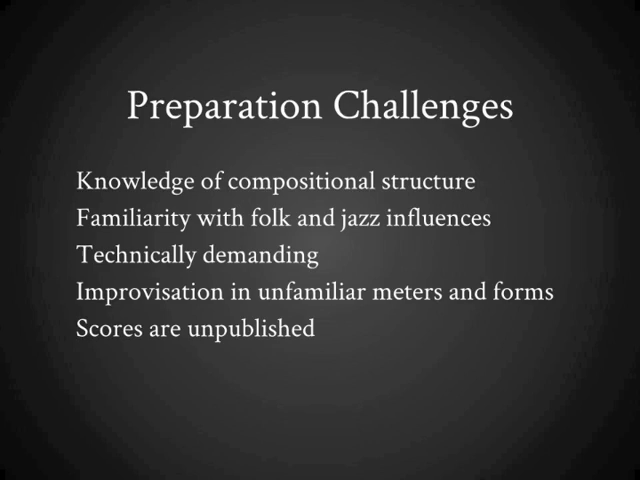 Preparation Challenges
Knowledge of compositional structure
Familiarity with folk and jazz influences
Technically demanding
Improvisation in unfamiliar meters and forms
Scores are unpublished